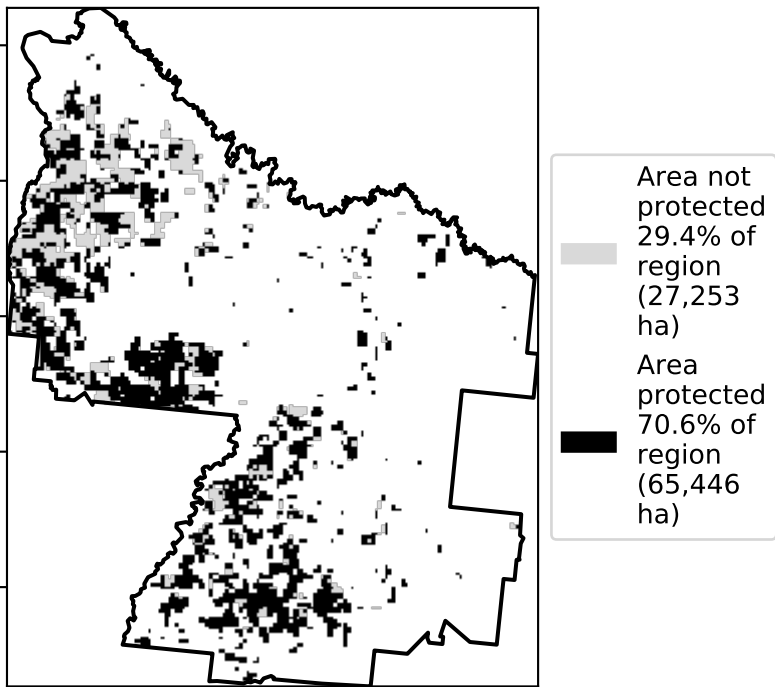 Area not
protected
29.4% of
region
(27,253
ha)
Area
protected
70.6% of
region
(65,446
ha)